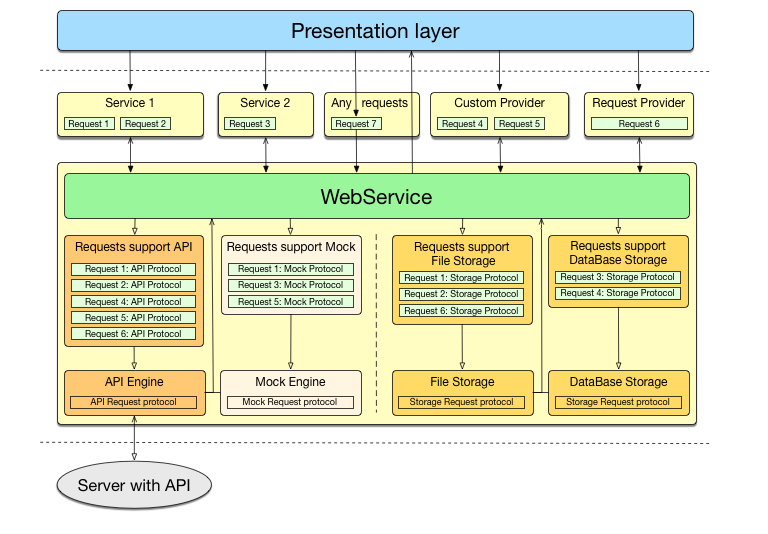 Presentation layer
Service 1
Request 1
Request 2
Service 2
Request 3
Any requests
Request 7
Custom Provider
Request 4
Request 5
Request Provider
Request 6
WebService
Requests support API
Request 1: API Protocol
Request 2: API Protocol
Request 4: API Protocol
Request 5: API Protocol
Request 6: API Protocol
Requests support Mock
Request 1: Mock Protocol
Request 3: Mock Protocol
Request 5: Mock Protocol
Requests support
File Storage
Request 1: Storage Protocol
Request 2: Storage Protocol
Request 6: Storage Protocol
Requests support
DataBase Storage
Request 3: Storage Protocol
Request 4: Storage Protocol
API Engine
API Request protocol
Mock Engine
Mock Request protocol
File Storage
Storage Request protocol
DataBase Storage
Storage Request protocol
Server with API